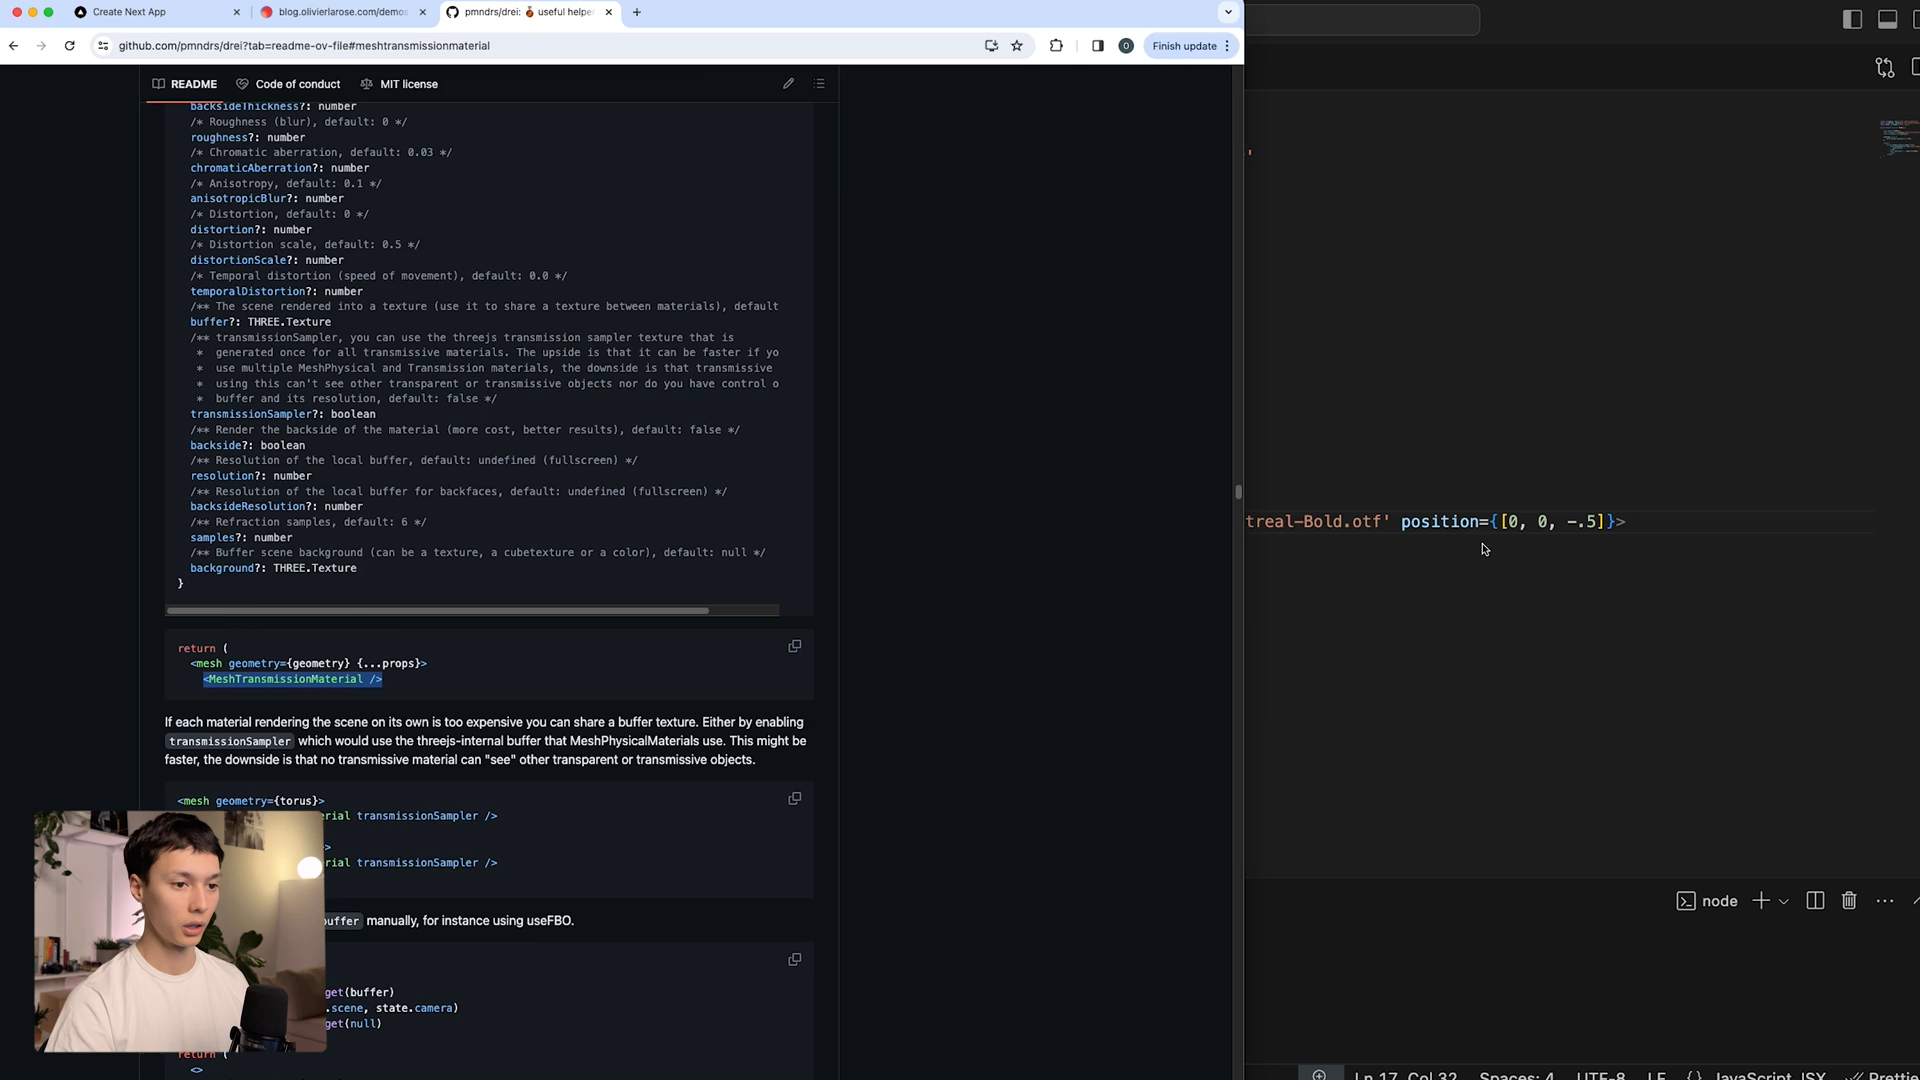 Create Next App
blog.olivierlarose.com/demos
pmndrs/drei: 🍍 useful helpe
github.com/pmndrs/drei?tab=readme-ov-file#meshtransmissionmaterial
O
Finish update
README
Code of conduct
MIT license
backsideThickness?: number
/* Roughness (blur), default: 0 */
roughness?: number
/* Chromatic aberration, default: 0.03 */
chromaticAberration?: number
/* Anisotropy, default: 0.1 */
anisotropicBlur?: number
/* Distortion, default: 0 */
distortion?: number
/* Distortion scale, default: 0.5 */
distortionScale?: number
/* Temporal distortion (speed of movement), default: 0.0 */
temporalDistortion?: number
/** The scene rendered into a texture (use it to share a texture between materials), default
buffer?: THREE.Texture
/** transmissionSampler, you can use the threejs transmission sampler texture that is
* generated once for all transmissive materials. The upside is that it can be faster if yo
* use multiple MeshPhysical and Transmission materials, the downside is that transmissive
* using this can't see other transparent or transmissive objects nor do you have control o
* buffer and its resolution, default: false */
transmissionSampler?: boolean
/** Render the backside of the material (more cost, better results), default: false */
backside?: boolean
/** Resolution of the local buffer, default: undefined (fullscreen) */
resolution?: number
/** Resolution of the local buffer for backfaces, default: undefined (fullscreen) */
backsideResolution?: number
/** Refraction samples, default: 6 */
samples?: number
/** Buffer scene background (can be a texture, a cubetexture or a color), default: null */
background?: THREE.Texture
}
return (
<mesh geometry={geometry} {...props}>
<MeshTransmissionMaterial />
If each material rendering the scene on its own is too expensive you can share a buffer texture. Either by enabling
transmissionSampler which would use the threejs-internal buffer that MeshPhysicalMaterials use. This might be
faster, the downside is that no transmissive material can "see" other transparent or transmissive objects.
<mesh geometry={torus}>
erial transmissionSampler />
>
erial transmissionSampler />
buffer manually, for instance using useFBO.
get(buffer)
.scene, state.camera)
get(null)
return (
<>
'
treal-Bold.otf' position={[0, 0, -.5]}>
node
Ln 17, Col 32 Spaces: 4 UTF-8 LF {} JavaScript JSX Prettie